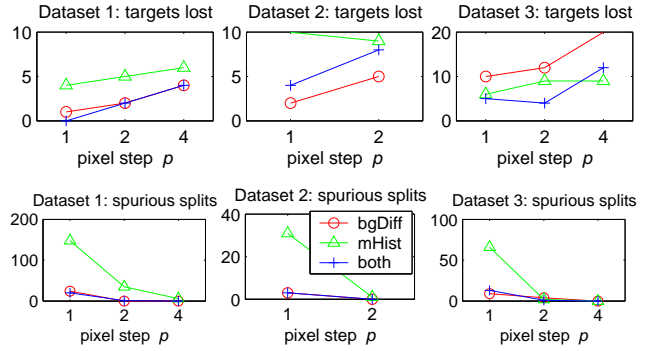 Dataset 1: targets lost
Dataset 2: targets lost
Dataset 3: targets lost
10
5
0
1
2
4
pixel step p
10
5
0
1
2
pixel step p
20
10
0
1
2
4
pixel step p
Dataset 1: spurious splits
Dataset 2: spurious splits
Dataset 3: spurious splits
200
100
0
1
2
4
pixel step p
40
20
0
1
2
pixel step p
bgDiff
mHist
both
100
50
0
1
2
4
pixel step p